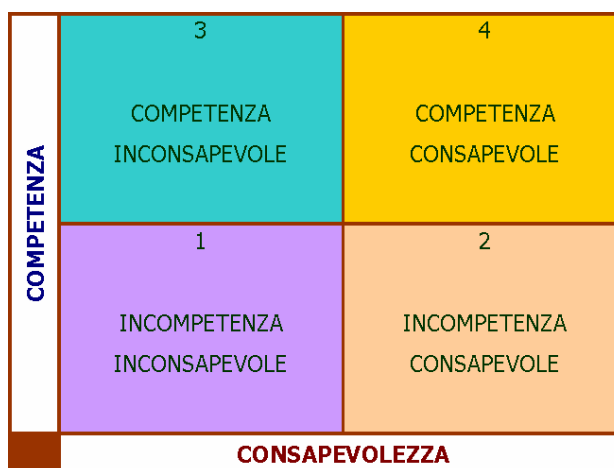 3
COMPETENZA
INCONSAPEVOLE
4
COMPETENZA
CONSAPEVOLE
COMPETENZA
1
INCOMPETENZA
INCONSAPEVOLE
2
INCOMPETENZA
CONSAPEVOLE
CONSAPEVOLEZZA